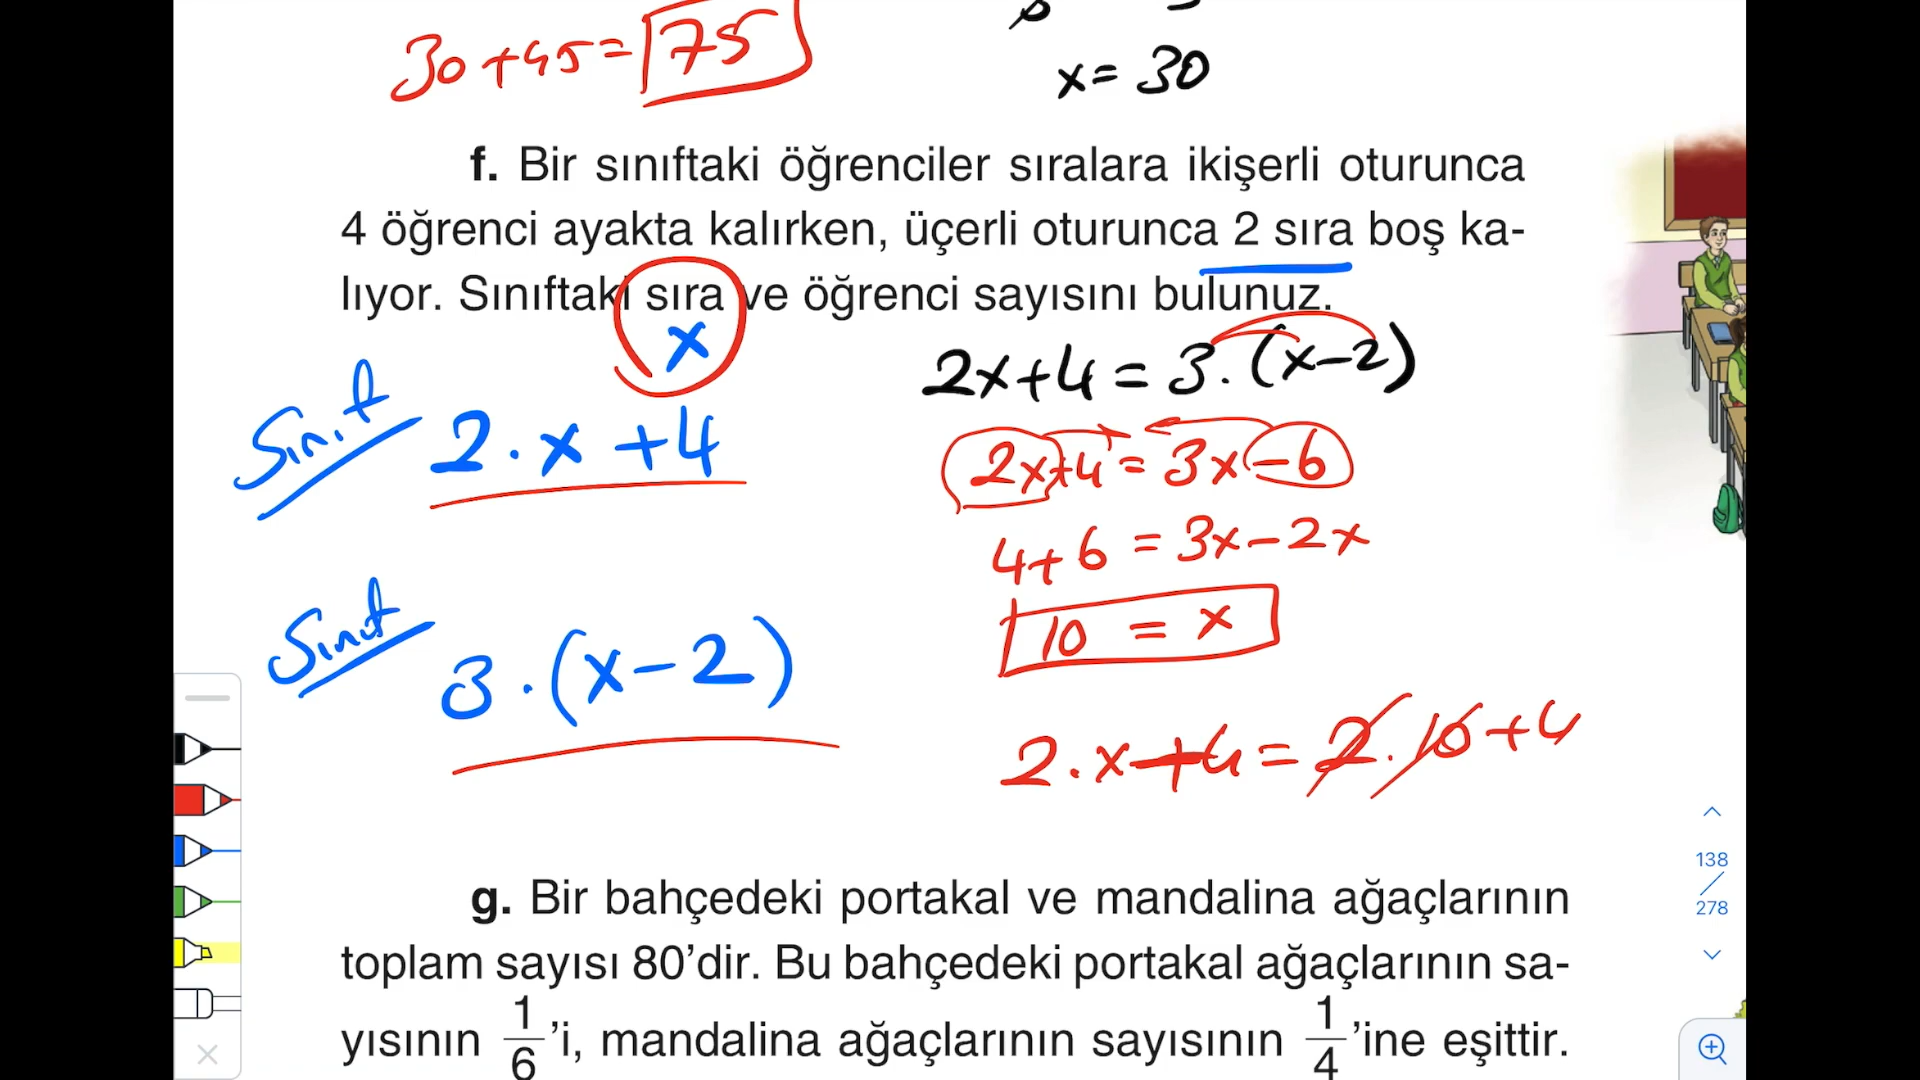 30+45=75
x=30
f. Bir sınıftaki öğrenciler sıralara ikişerli oturunca
4 öğrenci ayakta kalırken, üçerli oturunca 2 sıra boş ka-
lıyor. Sınıftaki sıra ve öğrenci sayısını bulunuz.
x
Sınıf 2.x+4
2x+4=3.(x-2)
2x+4=3x-6
4+6=3x-2x
10=x
Sınıf 3.(x-2)
2.x+4=2.10+4
138
278
g. Bir bahçedeki portakal ve mandalina ağaçlarının
toplam sayısı 80’dir. Bu bahçedeki portakal ağaçlarının sa-
yısının 1/6’i, mandalina ağaçlarının sayısının 1/4’ine eşittir.